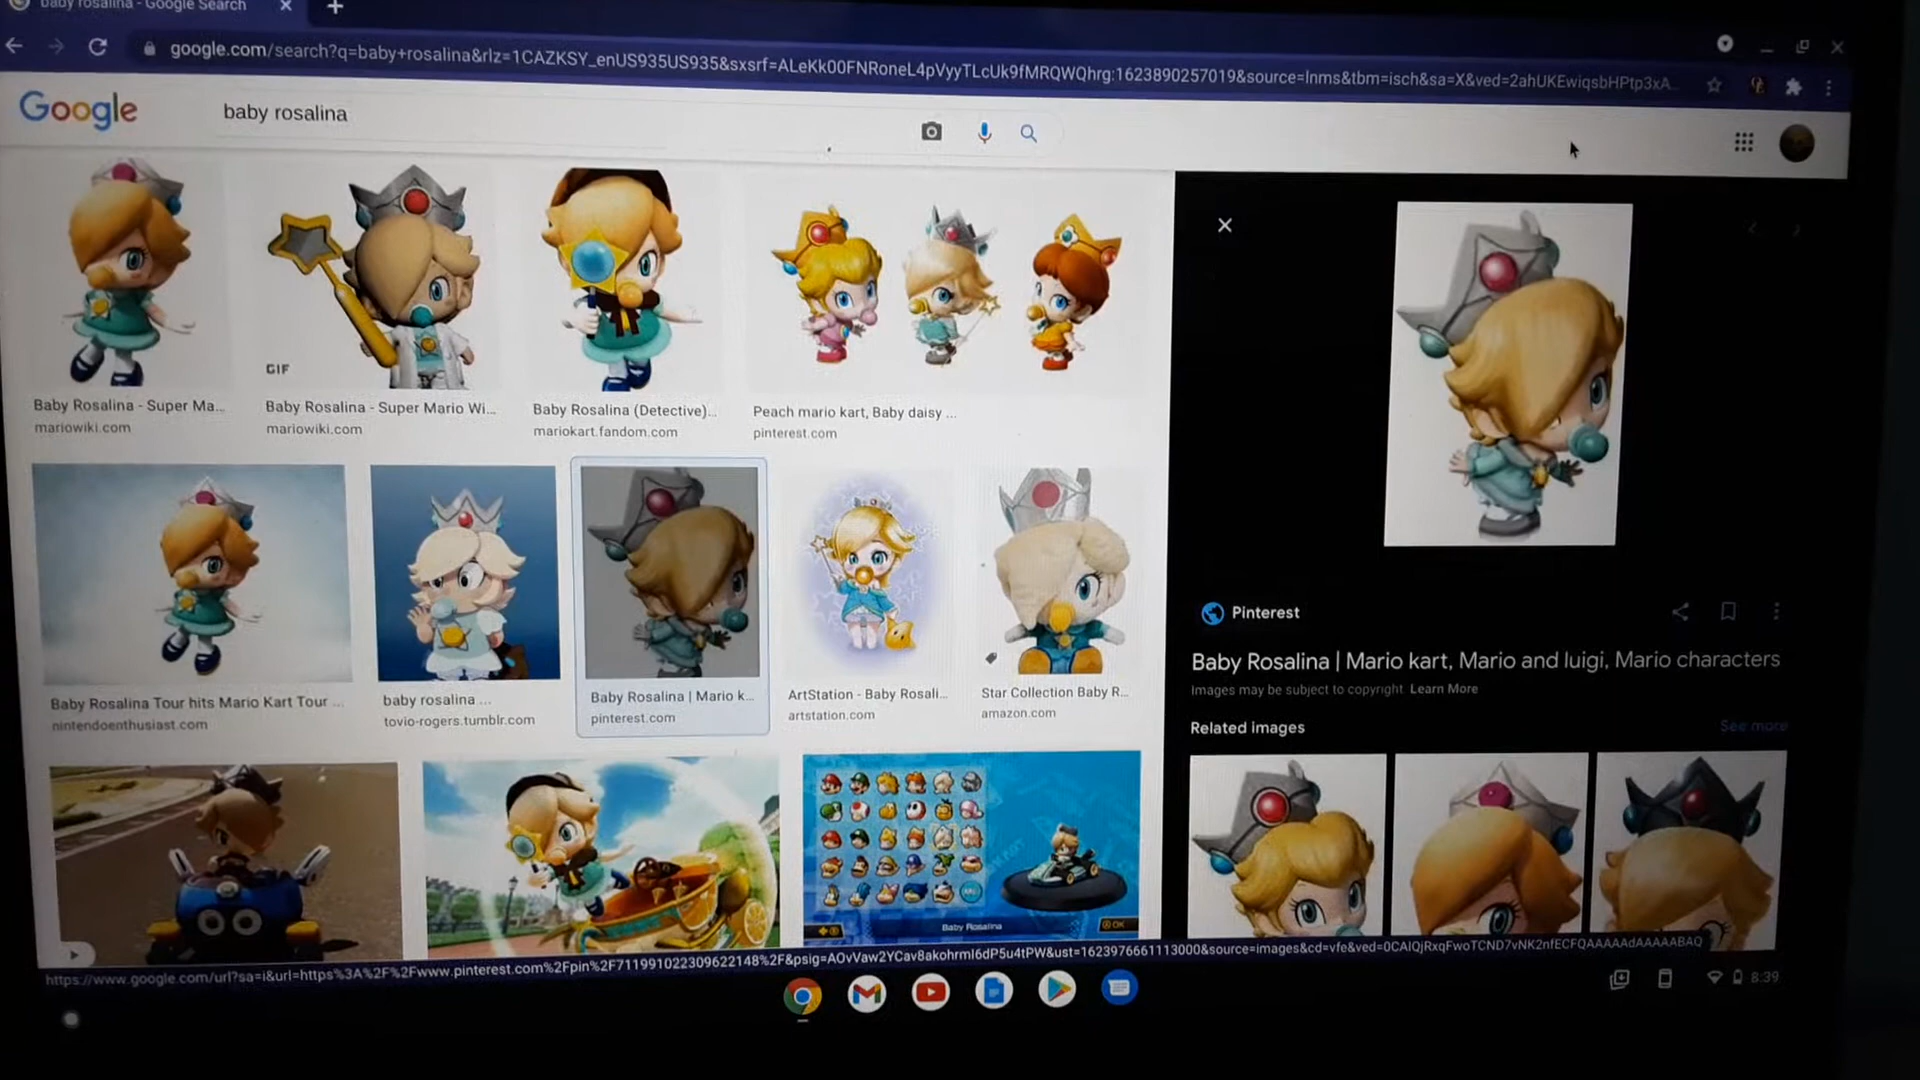 baby rosalina - Google Search
google.com/search?q=baby+rosalina&rlz=1CAZKSY_enUS935US935&sxsrf=ALeKk00FNRoneL4pVyyTLcUk9fMRQWQhrg:1623890257019&source=lnms&tbm=isch&sa=X&ved=2ahUKEwiqsbHPtp3xA...
Google
baby rosalina
GIF
Baby Rosalina - Super Ma...
mariowiki.com
Baby Rosalina - Super Mario Wi...
mariowiki.com
Baby Rosalina (Detective)...
mariokart.fandom.com
Peach mario kart, Baby daisy ...
pinterest.com
Baby Rosalina Tour hits Mario Kart Tour ...
nintendoenthusiast.com
baby rosalina ...
tovio-rogers.tumblr.com
Baby Rosalina | Mario k...
pinterest.com
ArtStation - Baby Rosali...
artstation.com
Star Collection Baby R...
amazon.com
Pinterest
Baby Rosalina | Mario kart, Mario and luigi, Mario characters
Images may be subject to copyright Learn More
Related images
See more
Baby Rosalina
OK
https://www.google.com/url?sa=i&url=https%3A%2F%2Fwww.pinterest.com%2Fpin%2F711991022309622148%2F&psig=AOvVaw2YCav8akohrmI6dP5u4tPW&ust=1623976661113000&source=images&cd=vfe&ved=0CAIQjRxqFwoTCND7vNK2nfECFQAAAAAdAAAAABAQ
8:39